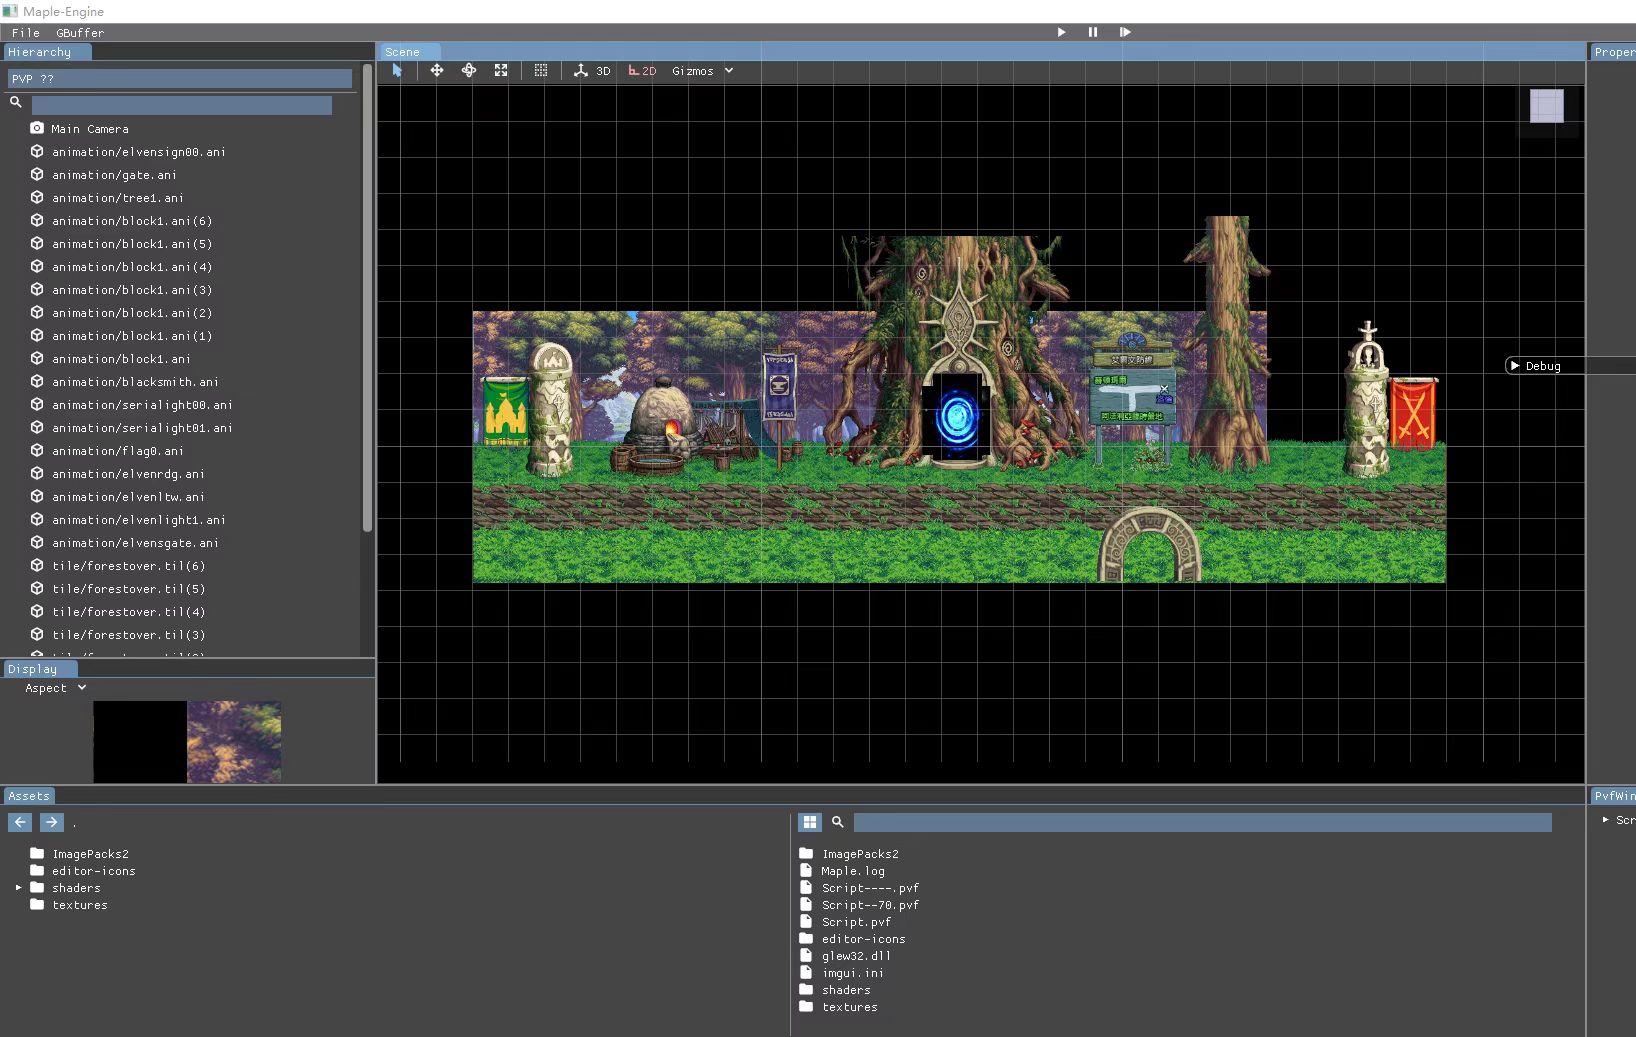 Maple-Engine
File GBuffer
Hierarchy
PVP ??
Main Camera
animation/elvensign00.ani
animation/gate.ani
animation/tree1.ani
animation/block1.ani(6)
animation/block1.ani(5)
animation/block1.ani(4)
animation/block1.ani(3)
animation/block1.ani(2)
animation/block1.ani(1)
animation/block1.ani
animation/blacksmith.ani
animation/serialight00.ani
animation/serialight01.ani
animation/flag0.ani
animation/elvenrdg.ani
animation/elvenltw.ani
animation/elvenlight1.ani
animation/elvensgate.ani
tile/forestover.til(6)
tile/forestover.til(5)
tile/forestover.til(4)
tile/forestover.til(3)
Scene
3D 2D Gizmos
Debug
Proper
Display
Aspect
Assets
.
ImagePacks2
editor-icons
shaders
textures
ImagePacks2
Maple.log
Script----.pvf
Script--70.pvf
Script.pvf
editor-icons
glew32.dll
imgui.ini
shaders
textures
PvfWin
Scr